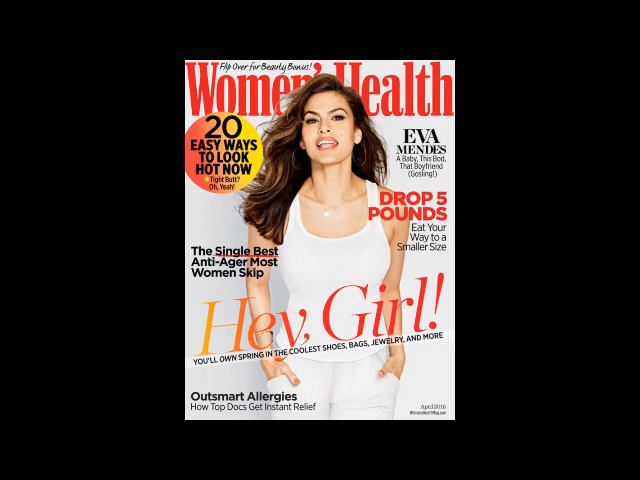 Flip Over for Beauty Bonus!
Women's Health
20
EASY WAYS
TO LOOK
HOT NOW
Tight Butt?
Oh, Yeah!
EVA
MENDES
A Baby, This Bod,
That Boyfriend
(Gosling!)
DROP 5
POUNDS
Eat Your
Way to a
Smaller Size
The Single Best
Anti-Ager Most
Women Skip
Hey, Girl!
YOU'LL OWN SPRING IN THE COOLEST SHOES, BAGS, JEWELRY, AND MORE
Outsmart Allergies
How Top Docs Get Instant Relief
April 2016
WomensHealthMag.com